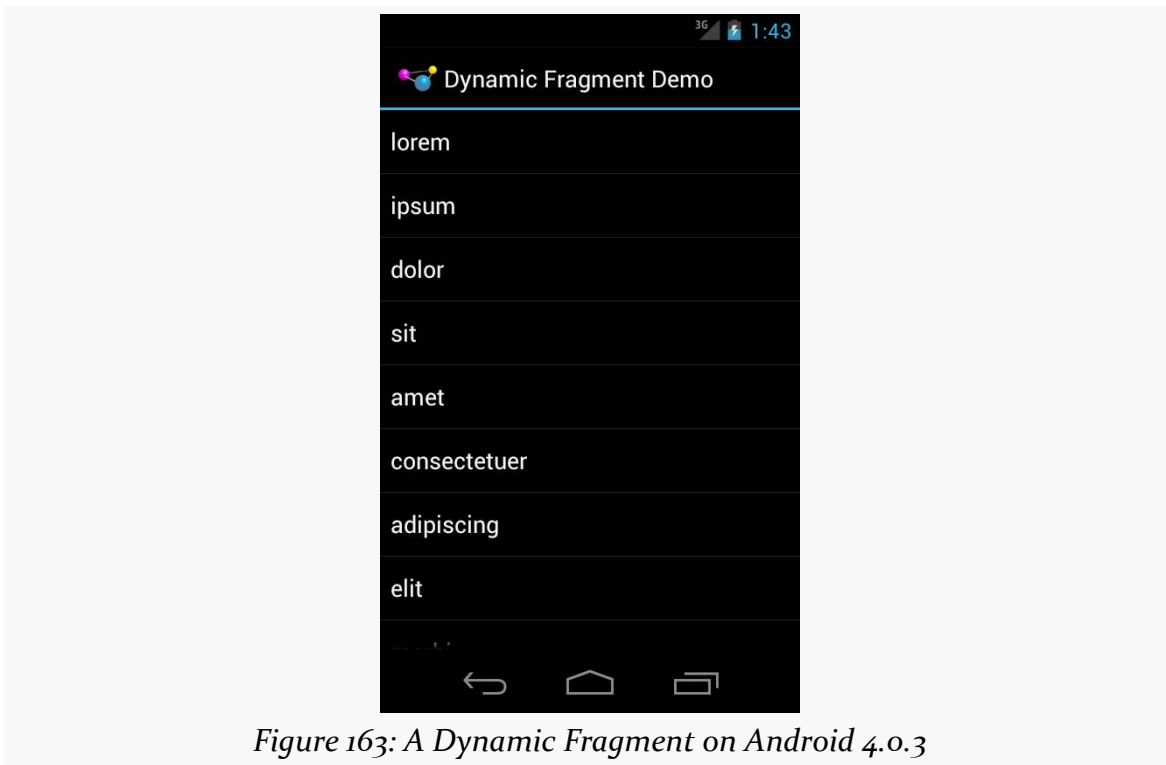 3G 1:43
Dynamic Fragment Demo
lorem
ipsum
dolor
sit
amet
consectetuer
adipiscing
elit
Figure 163: A Dynamic Fragment on Android 4.0.3